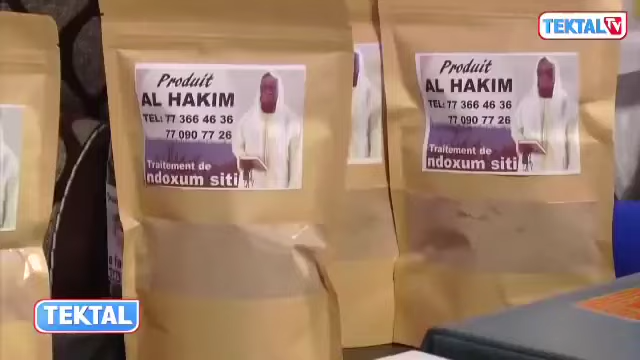 TEKTAL TV
Produit
AL HAKIM
TEL: 77 366 46 36
77 090 77 26
Traitement de
ndoxum siti
Produit
AL HAKIM
TEL: 77 366 46 36
77 090 77 26
Traitement de
ndoxum siti
TEKTAL